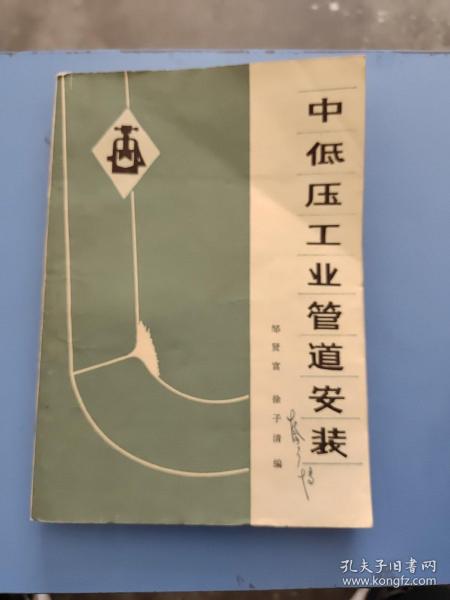 中低压工业管道安装
邹贤官 徐子清 编
孔夫子旧书网
www.kongfz.com